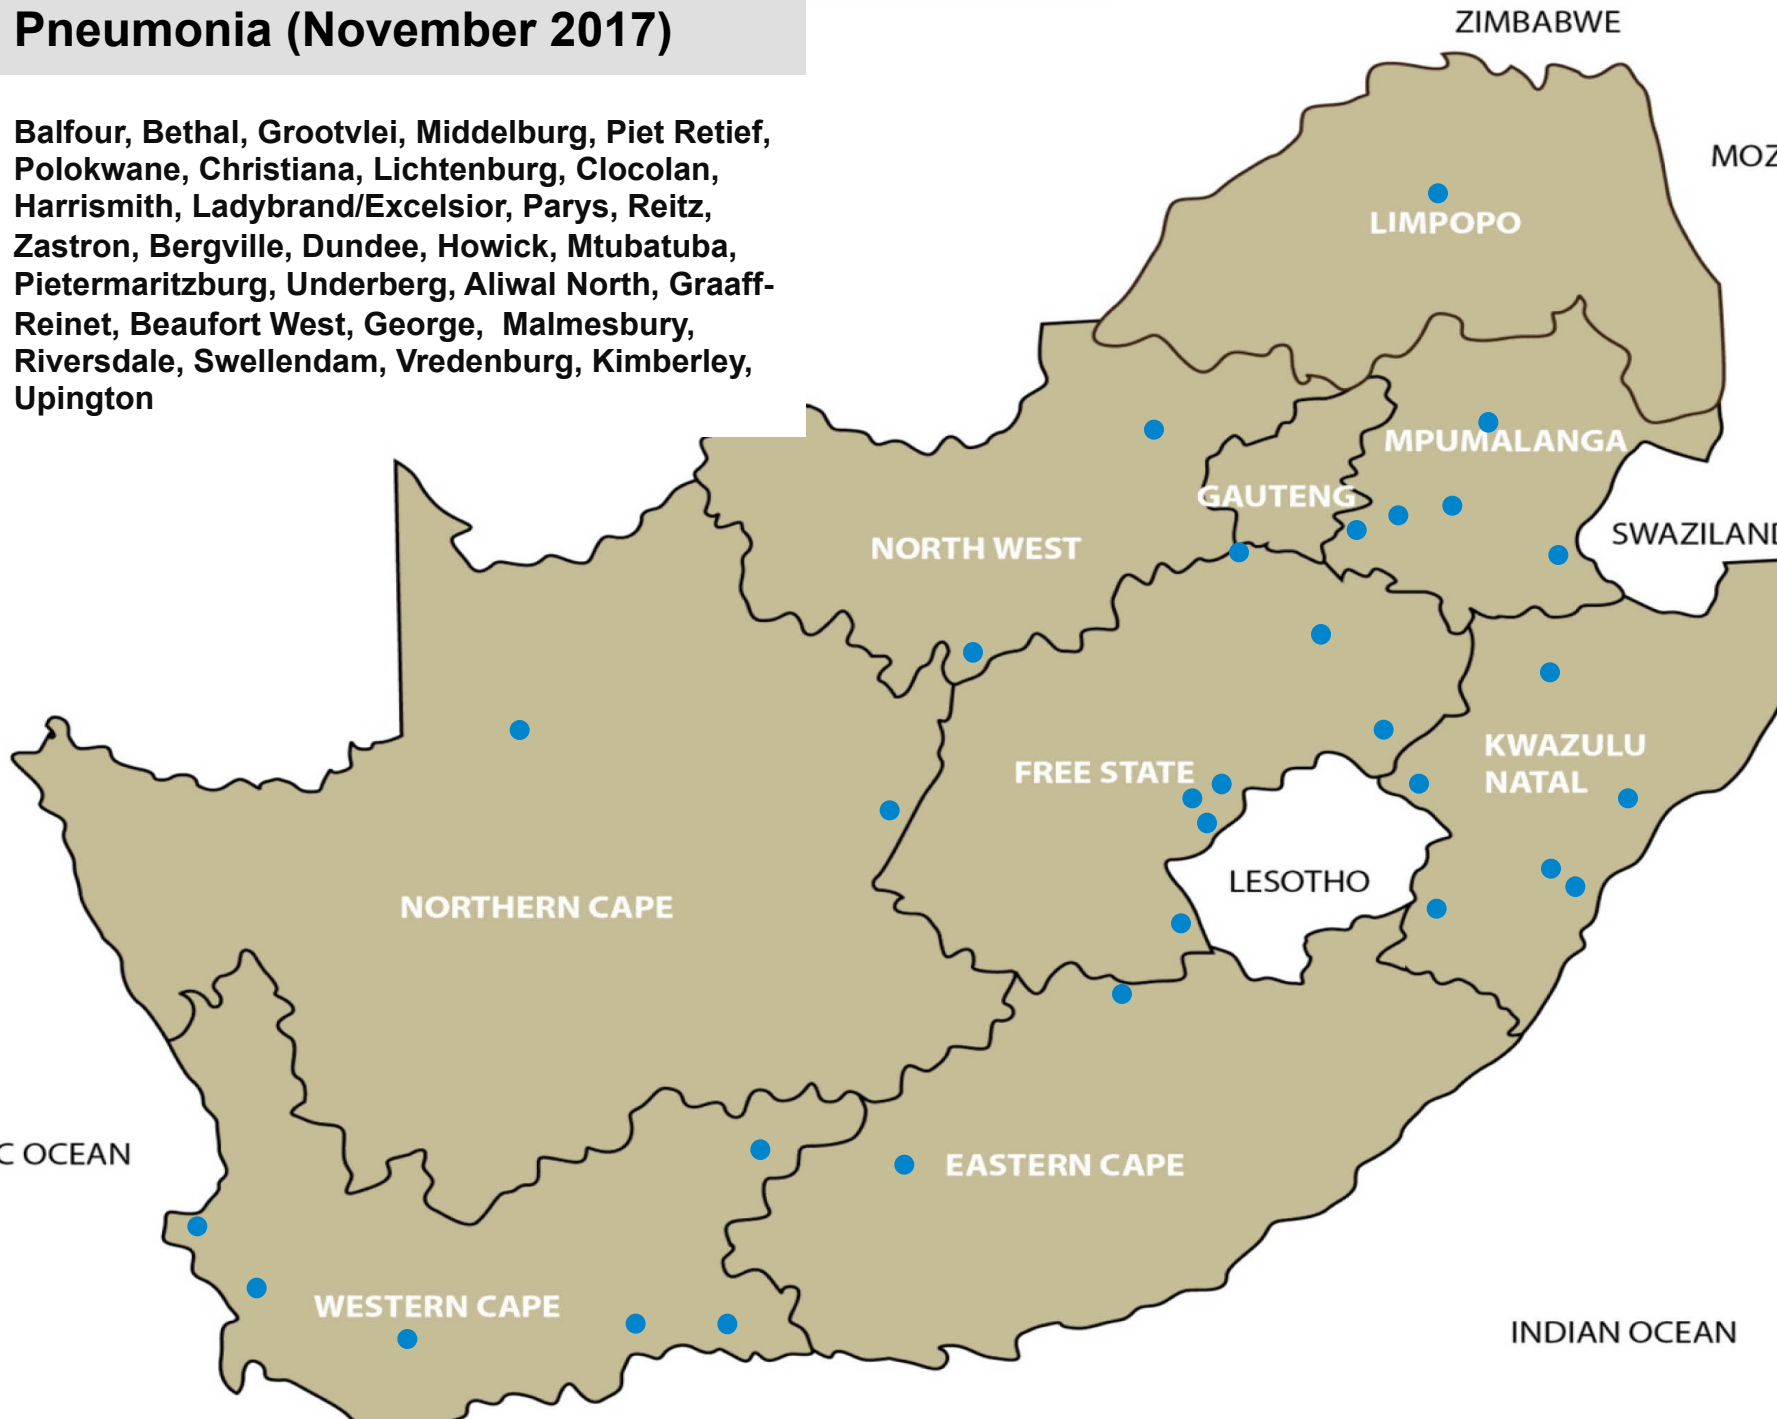 Pneumonia (November 2017)
Balfour, Bethal, Grootvlei, Middelburg, Piet Retief,
Polokwane, Christiana, Lichtenburg, Clocolan,
Harrismith, Ladybrand/Excelsior, Parys, Reitz,
Zastron, Bergville, Dundee, Howick, Mtubatuba,
Pietermaritzburg, Underberg, Aliwal North, Graaff-
Reinet, Beaufort West, George, Malmesbury,
Riversdale, Swellendam, Vredenburg, Kimberley,
Upington
ZIMBABWE
MOZ
LIMPOPO
MPUMALANGA
GAUTENG
SWAZILAND
NORTH WEST
KWAZULU
NATAL
FREE STATE
LESOTHO
NORTHERN CAPE
C OCEAN
EASTERN CAPE
WESTERN CAPE
INDIAN OCEAN